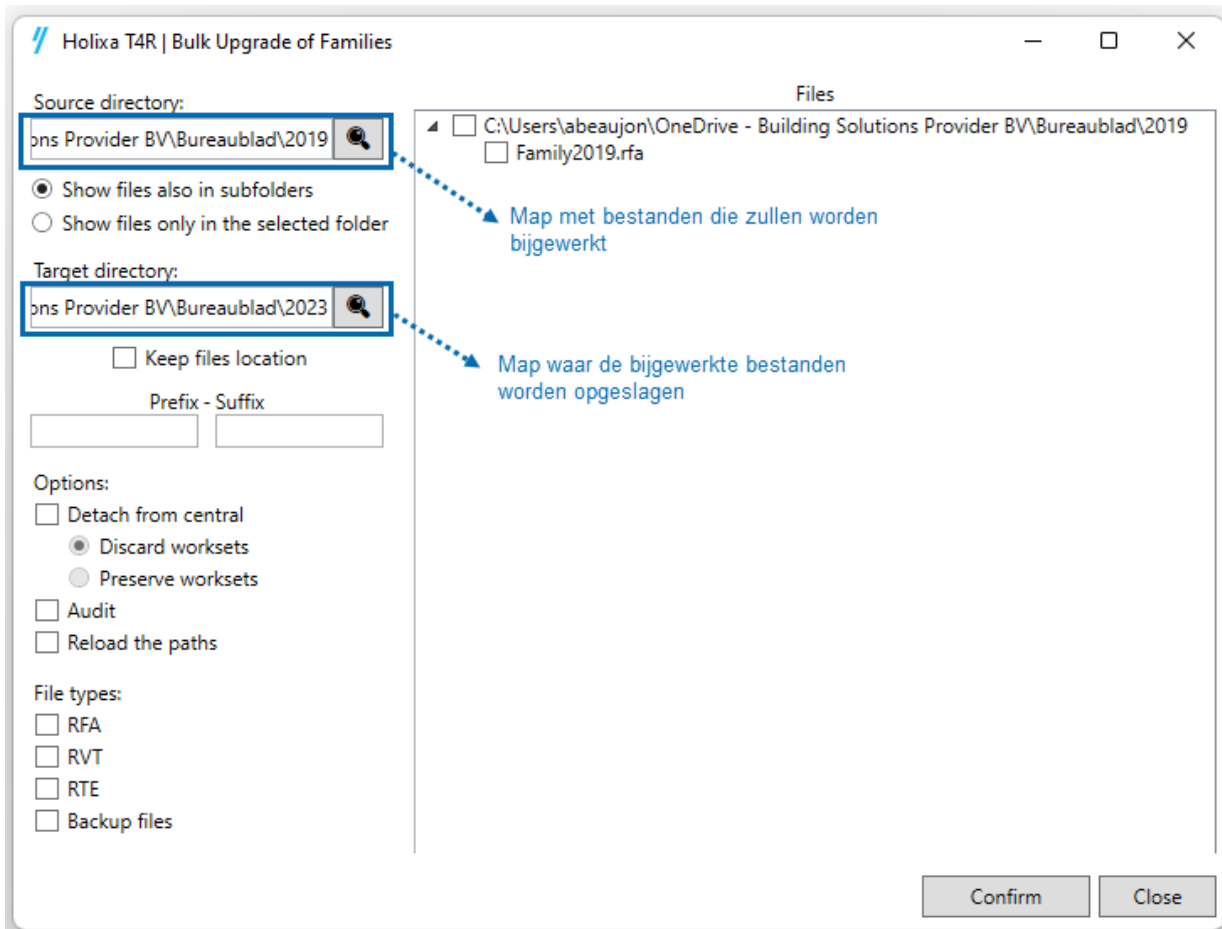 Holixa T4R | Bulk Upgrade of Families
Source directory:
ons Provider BV\Bureaublad\2019
Show files also in subfolders
Show files only in the selected folder
Target directory:
ons Provider BV\Bureaublad\2023
Keep files location
Prefix - Suffix
Options:
Detach from central
Discard worksets
Preserve worksets
Audit
Reload the paths
File types:
RFA
RVT
RTE
Backup files
Files
C:\Users\abeaujon\OneDrive - Building Solutions Provider BV\Bureaublad\2019
Family2019.rfa
Map met bestanden die zullen worden
bijgewerkt
Map waar de bijgewerkte bestanden
worden opgeslagen
Confirm
Close